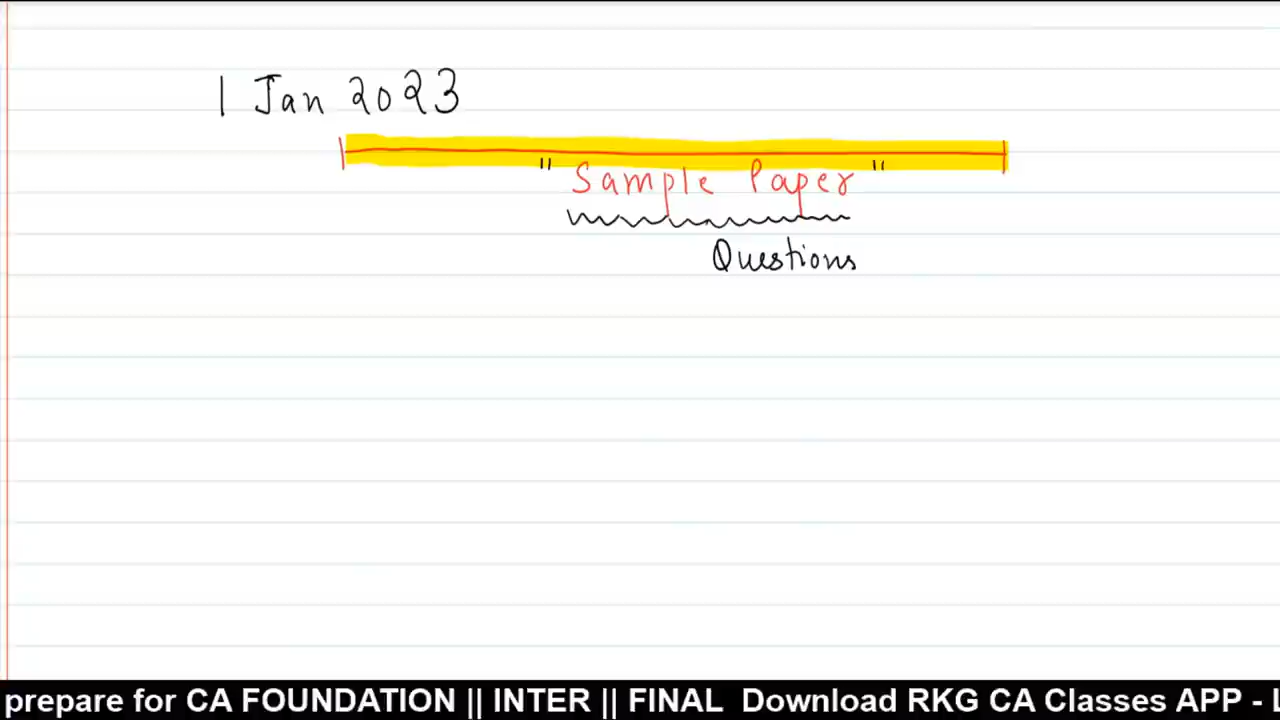 1 Jan 2023
" Sample Paper "
Questions
prepare for CA FOUNDATION || INTER || FINAL Download RKG CA Classes APP - L